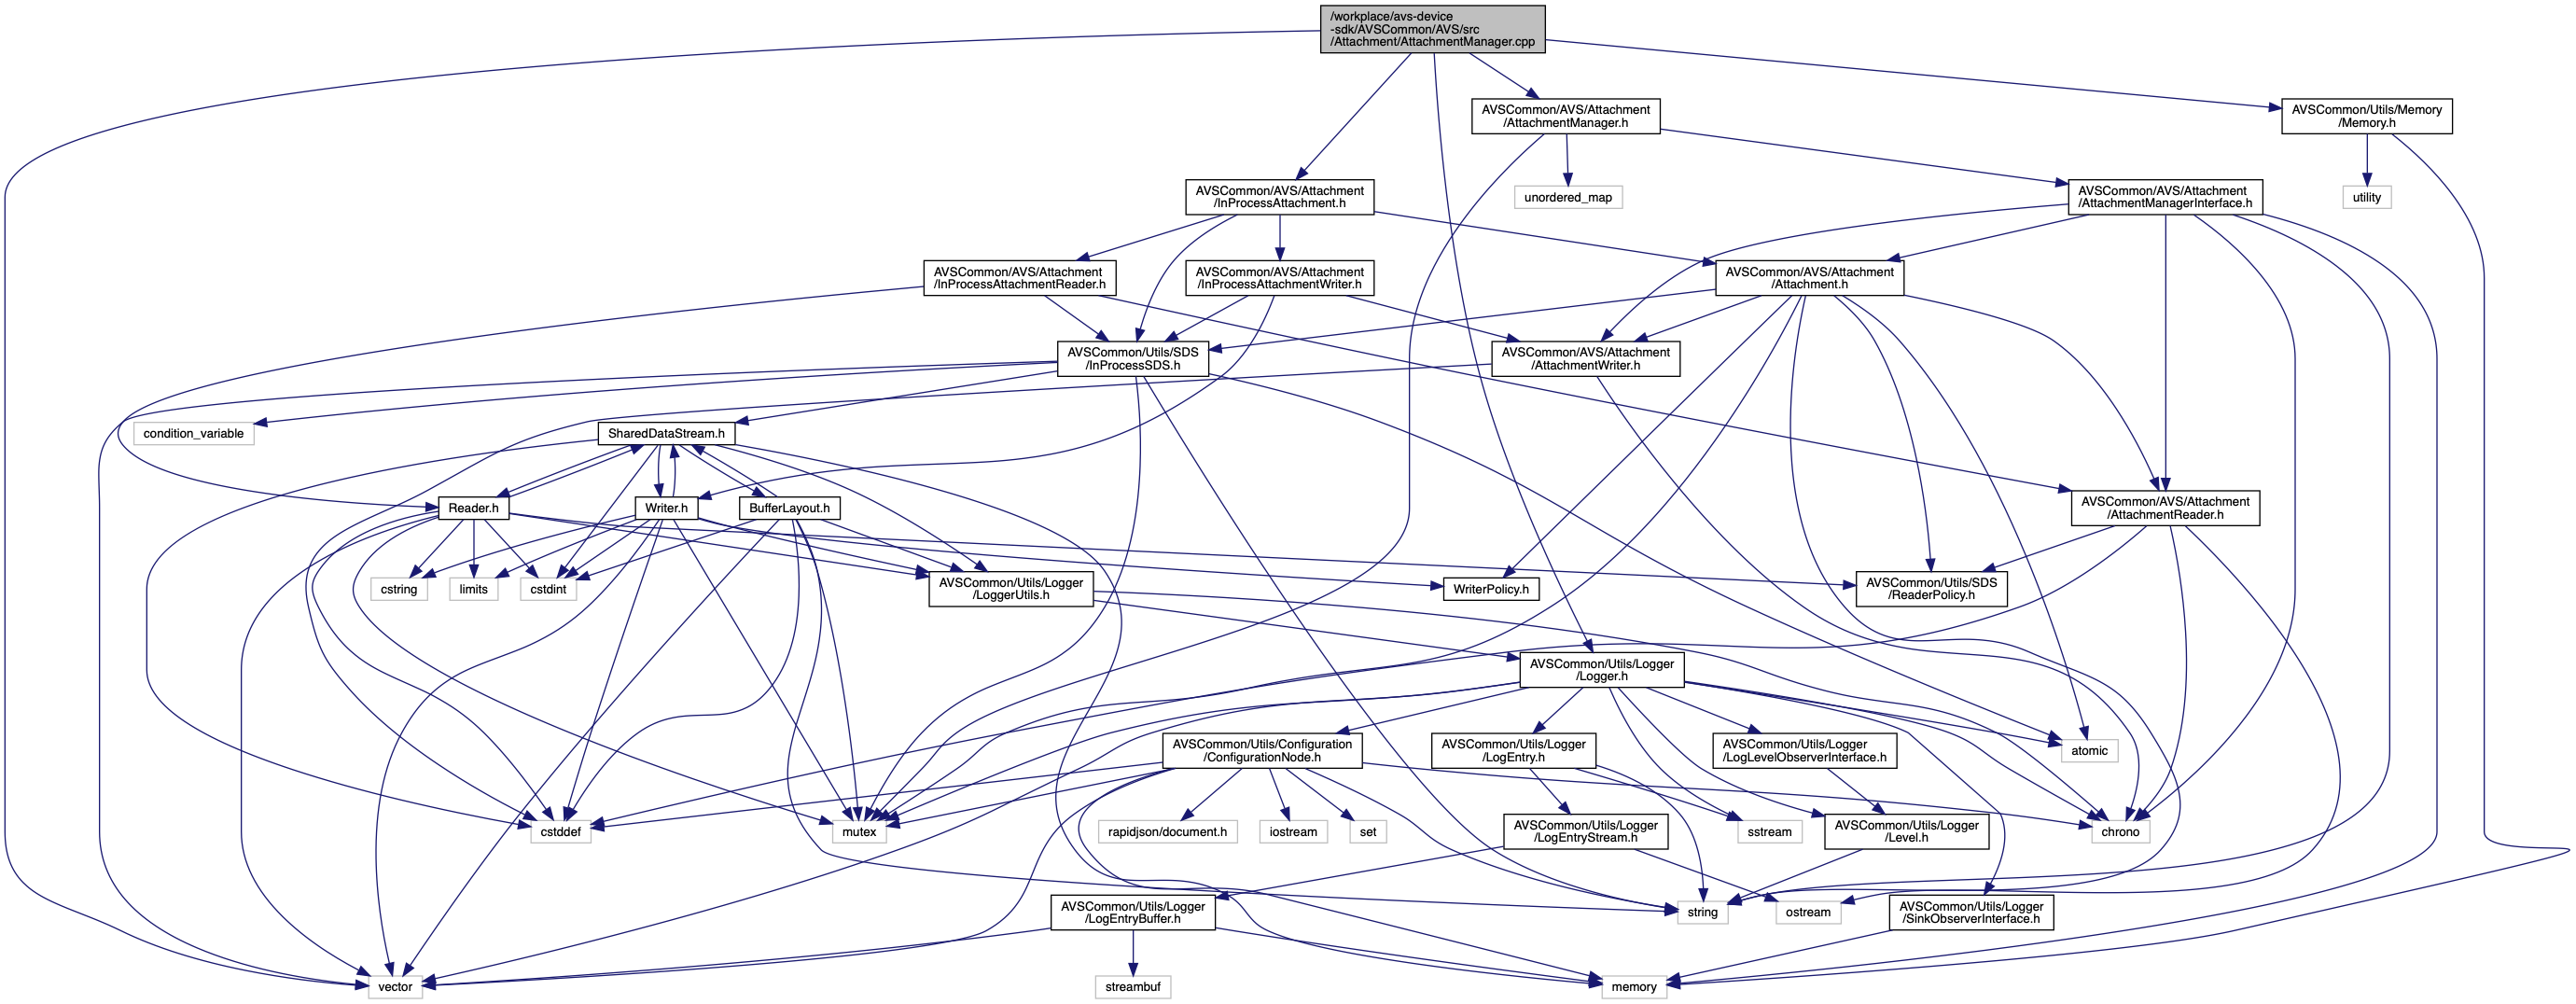 /workplace/avs-device
-sdk/AVSCommon/AVS/src
/Attachment/AttachmentManager.cpp
AVSCommon/AVS/Attachment
/AttachmentManager.h
AVSCommon/Utils/Memory
/Memory.h
AVSCommon/AVS/Attachment
/InProcessAttachment.h
unordered_map
AVSCommon/AVS/Attachment
/AttachmentManagerInterface.h
utility
AVSCommon/AVS/Attachment
/InProcessAttachmentReader.h
AVSCommon/AVS/Attachment
/InProcessAttachmentWriter.h
AVSCommon/AVS/Attachment
/Attachment.h
AVSCommon/Utils/SDS
/InProcessSDS.h
AVSCommon/AVS/Attachment
/AttachmentWriter.h
condition_variable
SharedDataStream.h
Reader.h
Writer.h
BufferLayout.h
AVSCommon/AVS/Attachment
/AttachmentReader.h
cstring
limits
cstdint
AVSCommon/Utils/Logger
/LoggerUtils.h
WriterPolicy.h
AVSCommon/Utils/SDS
/ReaderPolicy.h
AVSCommon/Utils/Logger
/Logger.h
AVSCommon/Utils/Configuration
/ConfigurationNode.h
AVSCommon/Utils/Logger
/LogEntry.h
AVSCommon/Utils/Logger
/LogLevelObserverInterface.h
atomic
cstddef
mutex
rapidjson/document.h
iostream
set
AVSCommon/Utils/Logger
/LogEntryStream.h
sstream
AVSCommon/Utils/Logger
/Level.h
chrono
AVSCommon/Utils/Logger
/LogEntryBuffer.h
string
ostream
AVSCommon/Utils/Logger
/SinkObserverInterface.h
vector
streambuf
memory